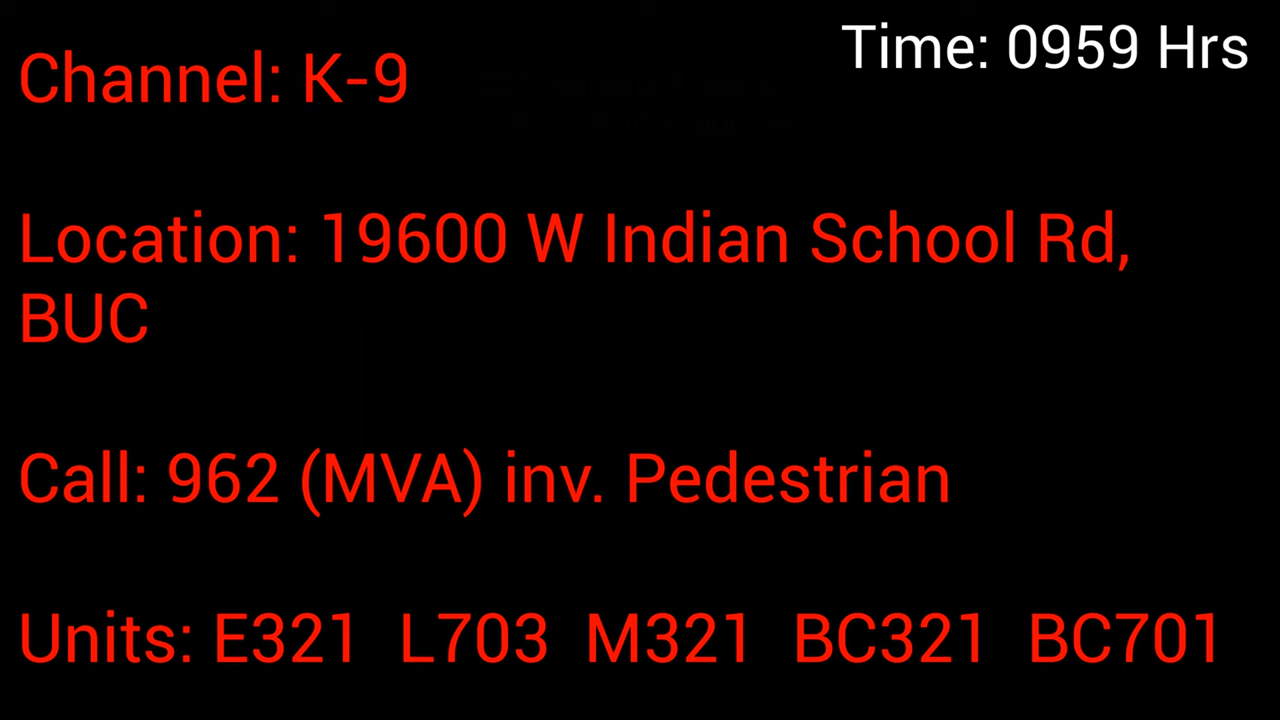 Time: 0959 Hrs
Channel: K-9
Location: 19600 W Indian School Rd,
BUC
Call: 962 (MVA) inv. Pedestrian
Units: E321 L703 M321 BC321 BC701